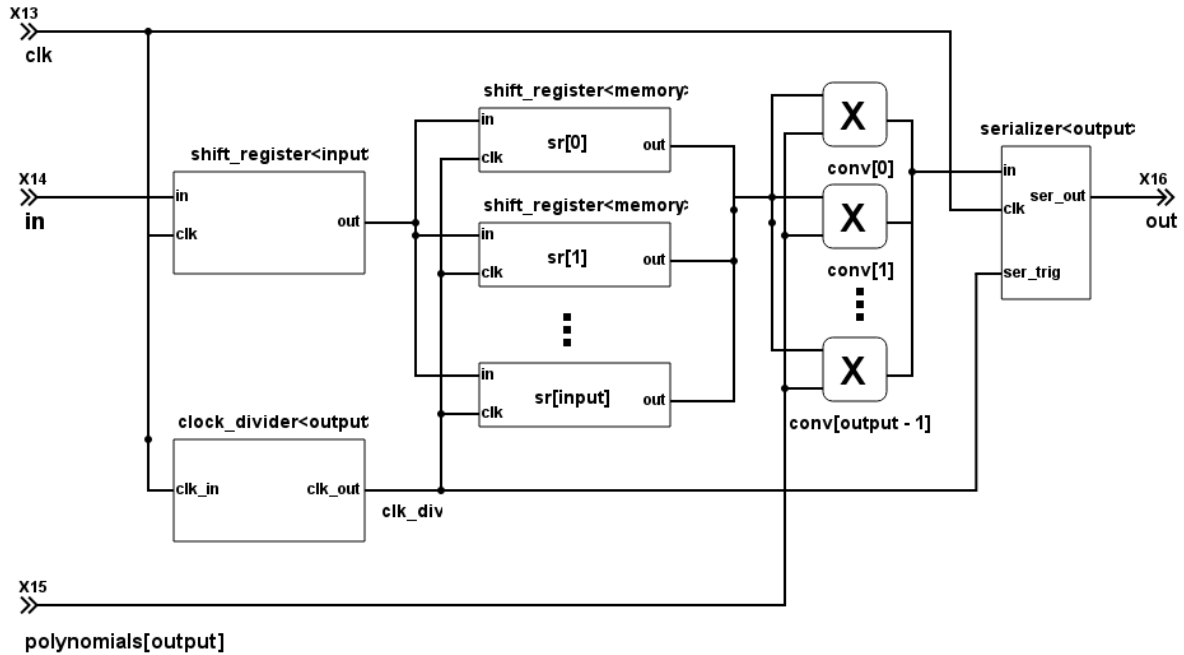 X13
clk
shift_register<memory>
in
sr[0]
out
clk
X
conv[0]
serializer<output>
in
ser_out
clk
ser_trig
X16
out
shift_register<input
X14
in
in
out
clk
shift_register<memory>
in
sr[1]
out
clk
X
conv[1]
in
sr[input]
out
clk
X
conv[output - 1]
clock_divider<output
clk_in
clk_out
clk_div
X15
polynomials[output]